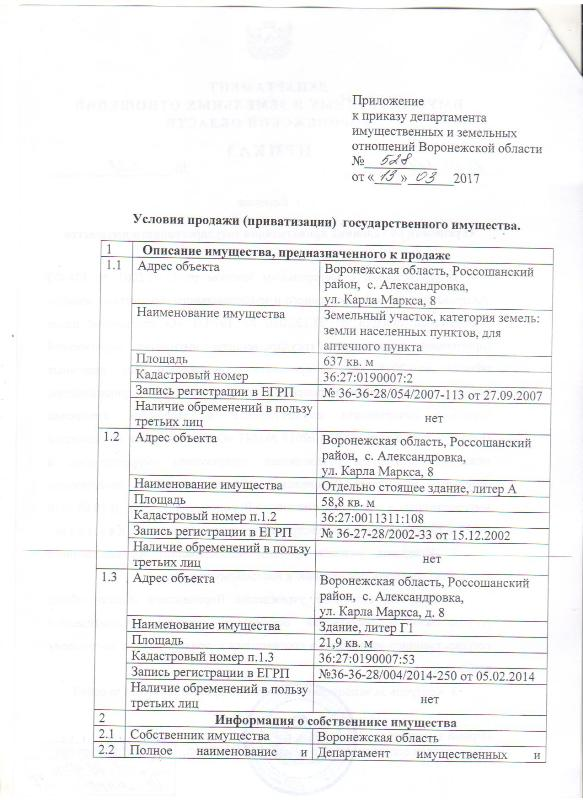 Приложение
к приказу департамента
имущественных и земельных
отношений Воронежской области
№ 528
от «13» 03 2017
Условия продажи (приватизации) государственного имущества.
1 Описание имущества, предназначенного к продаже
1.1 Адрес объекта Воронежская область, Россошанский
район, с. Александровка,
ул. Карла Маркса, 8
Наименование имущества Земельный участок, категория земель:
земли населенных пунктов, для
аптечного пункта
Площадь 637 кв. м
Кадастровый номер 36:27:0190007:2
Запись регистрации в ЕГРП № 36-36-28/054/2007-113 от 27.09.2007
Наличие обременений в пользу
третьих лиц нет
1.2 Адрес объекта Воронежская область, Россошанский
район, с. Александровка,
ул. Карла Маркса, 8
Наименование имущества Отдельно стоящее здание, литер А
Площадь 58,8 кв. м
Кадастровый номер п.1.2 36:27:0011311:108
Запись регистрации в ЕГРП № 36-27-28/2002-33 от 15.12.2002
Наличие обременений в пользу
третьих лиц нет
1.3 Адрес объекта Воронежская область, Россошанский
район, с. Александровка,
ул. Карла Маркса, д. 8
Наименование имущества Здание, литер Г1
Площадь 21,9 кв. м
Кадастровый номер п.1.3 36:27:0190007:53
Запись регистрации в ЕГРП №36-36-28/004/2014-250 от 05.02.2014
Наличие обременений в пользу
третьих лиц нет
2 Информация о собственнике имущества
2.1 Собственник имущества Воронежская область
2.2 Полное наименование и Департамент имущественных и